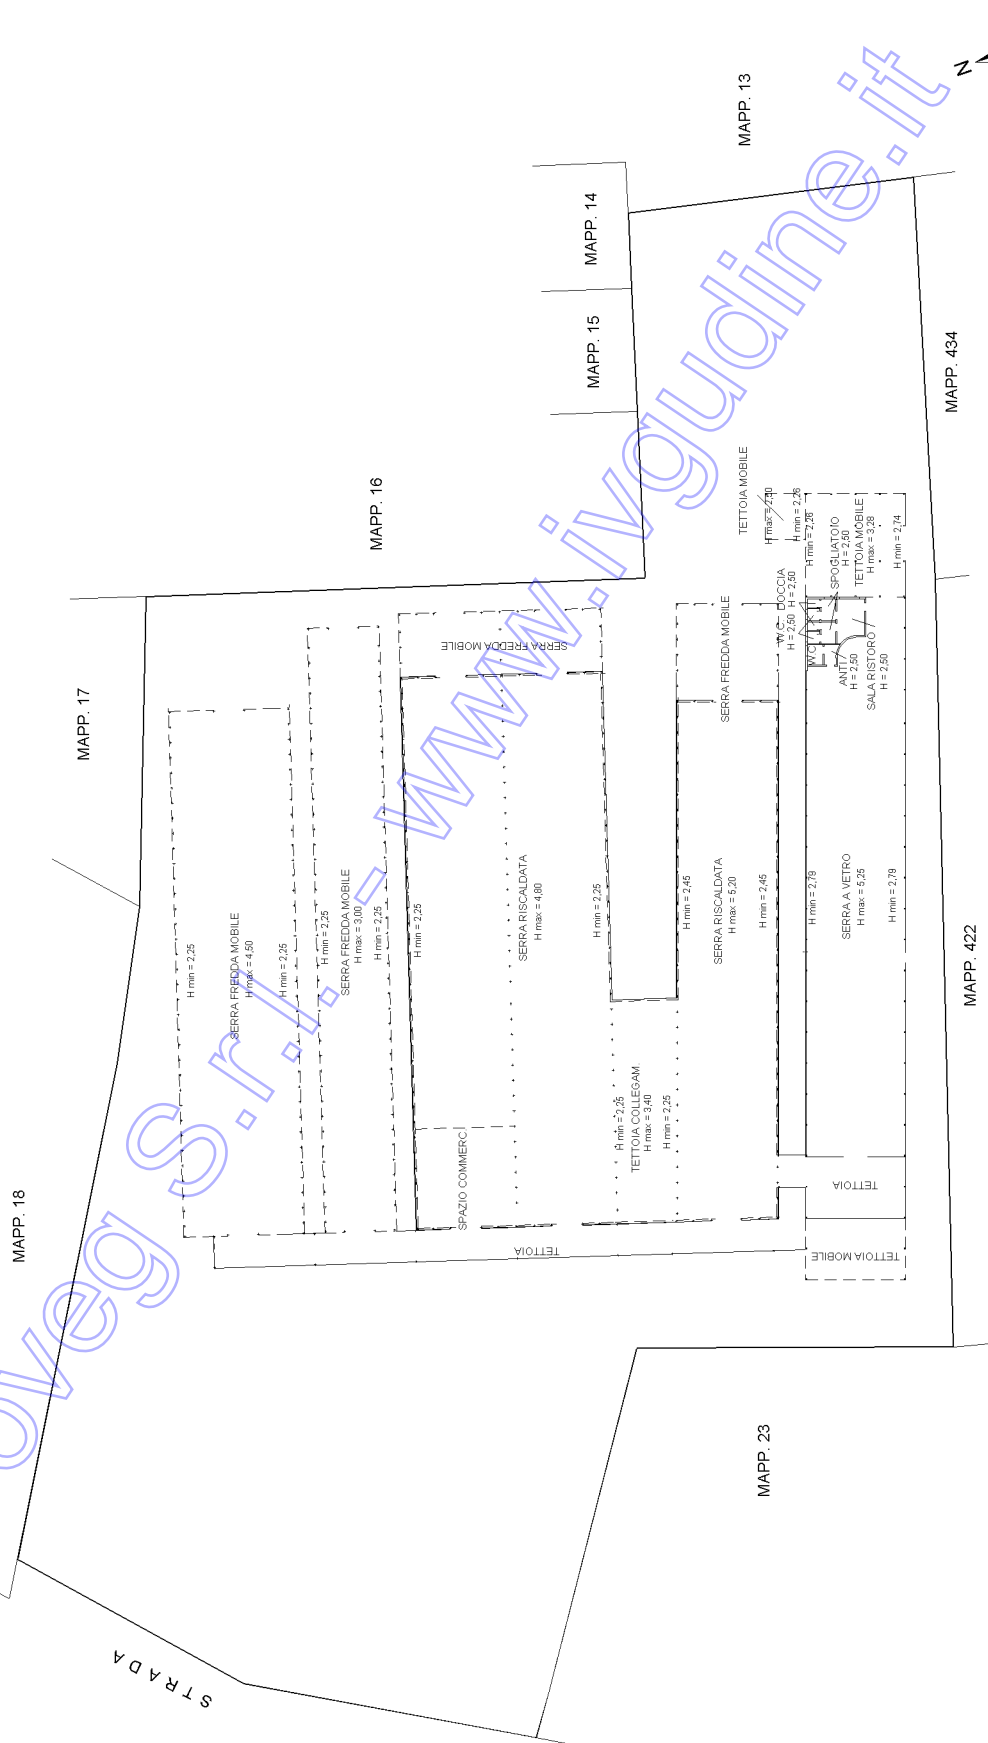 N
MAPP. 13
MAPP. 14
MAPP. 15
MAPP. 434
MAPP. 16
MAPP. 17
MAPP. 18
MAPP. 422
MAPP. 23
STRADA
TETTOIA MOBILE
H max = 2,80
H min = 2,26
H min = 2,26
SPOGLIATOIO
H = 2,50
TETTOIA MOBILE
H max = 3,28
H min = 2,74
DOCCIA
H = 2,50
W.C.
H = 2,50
W.C.
ANTI
H = 2,50
SALA RISTORO
H = 2,50
SERRA FREDDA MOBILE
SERRA FREDDA MOBILE
H min = 2,25
SERRA FREDDA MOBILE
H max = 4,50
H min = 2,25
H min = 2,25
SERRA FREDDA MOBILE
H max = 3,00
H min = 2,25
H min = 2,25
SERRA RISCALDATA
H max = 4,80
H min = 2,25
H min = 2,45
SERRA RISCALDATA
H max = 5,20
H min = 2,45
H min = 2,79
SERRA A VETRO
H max = 5,25
H min = 2,79
H min = 2,25
TETTOIA COLLEGAM.
H max = 3,40
H min = 2,25
SPAZIO COMMERC.
TETTOIA
TETTOIA
TETTOIA MOBILE
oveg S.r.l. - www.ivgudine.it